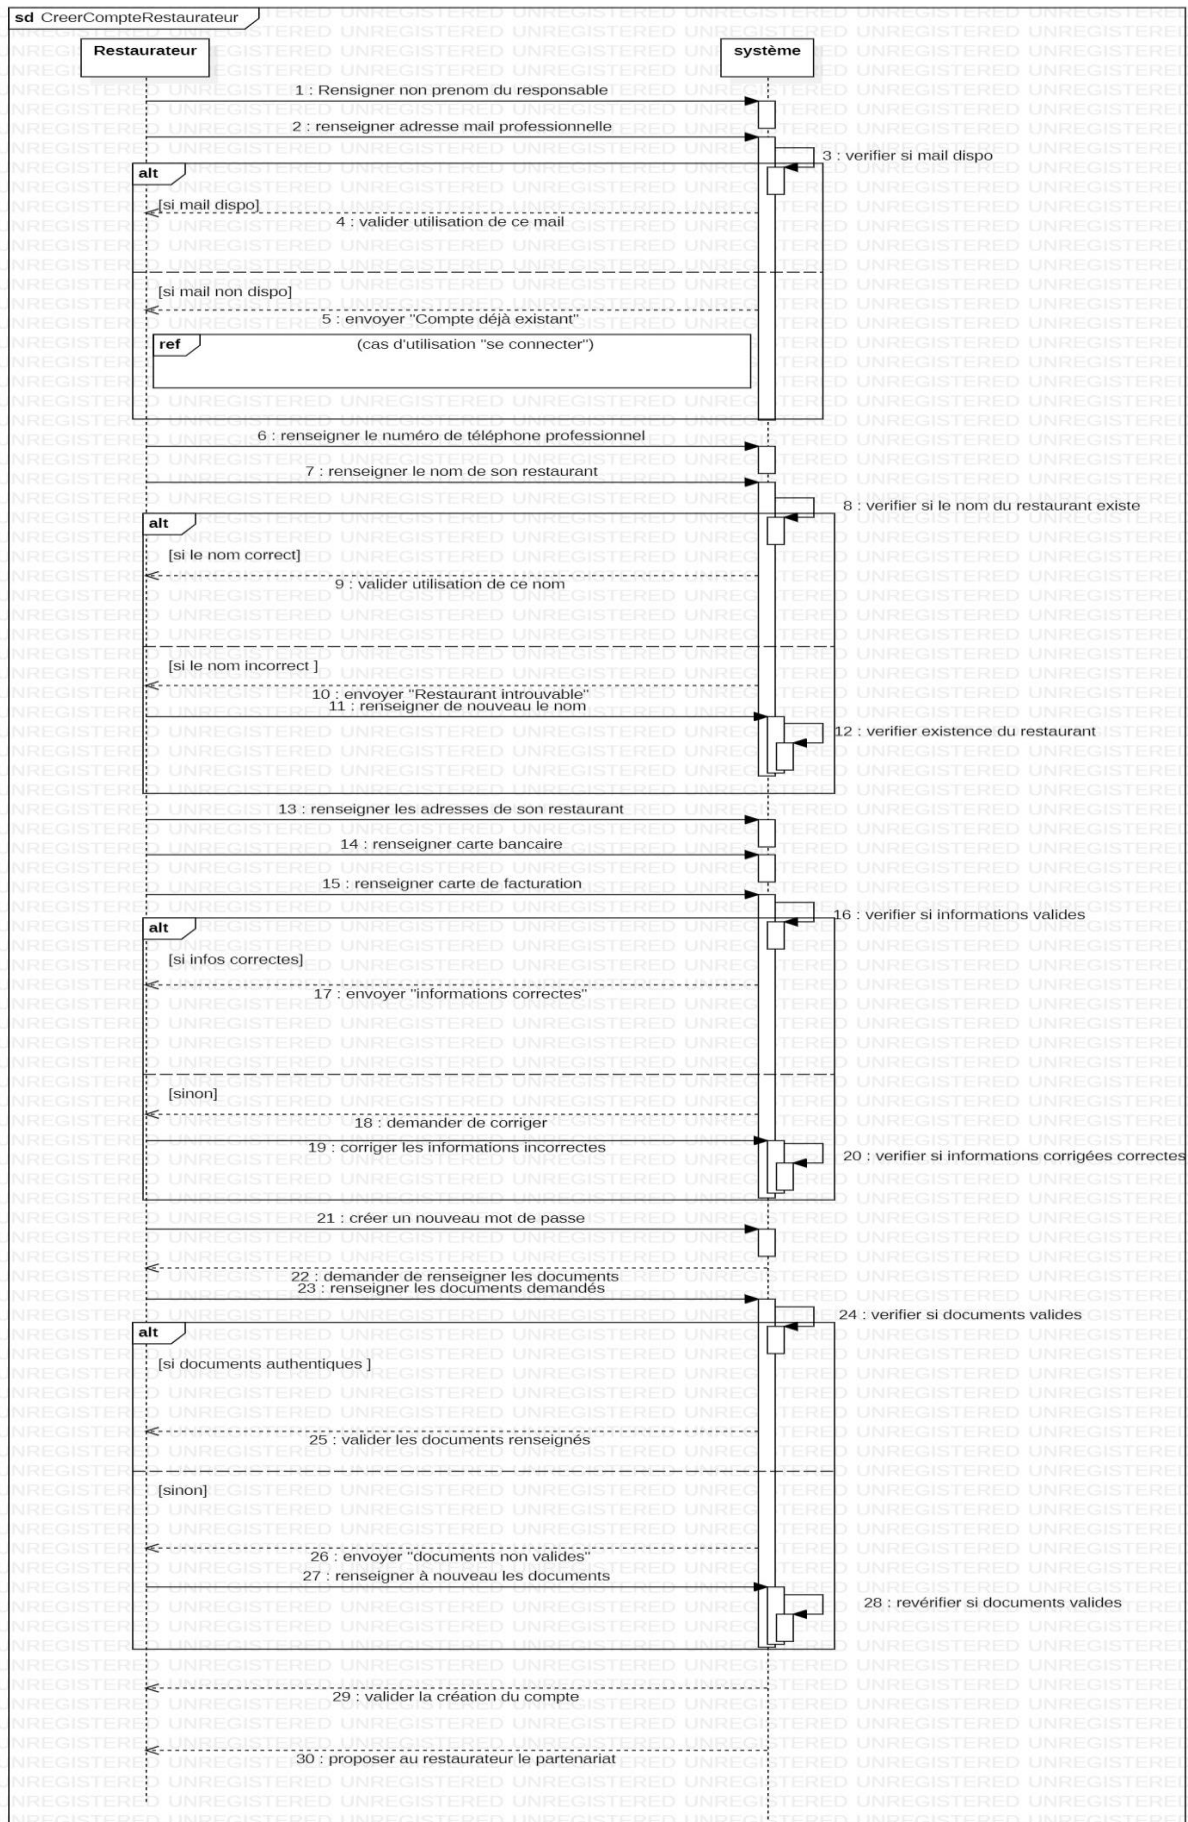 sd CreerCompteRestaurateur
Restaurateur
système
1 : Rensigner non prenom du responsable
2 : renseigner adresse mail professionnelle
3 : verifier si mail dispo
alt
[si mail dispo]
4 : valider utilisation de ce mail
[si mail non dispo]
5 : envoyer "Compte déjà existant"
ref
(cas d'utilisation "se connecter")
6 : renseigner le numéro de téléphone professionnel
7 : renseigner le nom de son restaurant
8 : verifier si le nom du restaurant existe
alt
[si le nom correct]
9 : valider utilisation de ce nom
[si le nom incorrect ]
10 : envoyer "Restaurant introuvable"
11 : renseigner de nouveau le nom
12 : verifier existence du restaurant
13 : renseigner les adresses de son restaurant
14 : renseigner carte bancaire
15 : renseigner carte de facturation
16 : verifier si informations valides
alt
[si infos correctes]
17 : envoyer "informations correctes"
[sinon]
18 : demander de corriger
19 : corriger les informations incorrectes
20 : verifier si informations corrigées correctes
21 : créer un nouveau mot de passe
22 : demander de renseigner les documents
23 : renseigner les documents demandés
24 : verifier si documents valides
alt
[si documents authentiques ]
25 : valider les documents renseignés
[sinon]
26 : envoyer "documents non valides"
27 : renseigner à nouveau les documents
28 : revérifier si documents valides
29 : valider la création du compte
30 : proposer au restaurateur le partenariat